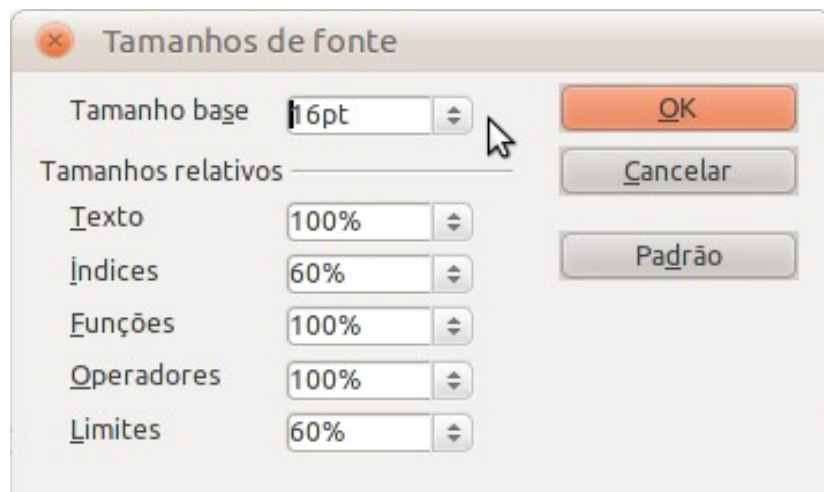 Tamanhos de fonte
Tamanho base 16pt OK
Tamanhos relativos Cancelar
Texto 100%
Índices 60% Padrão
Funções 100%
Operadores 100%
Limites 60%